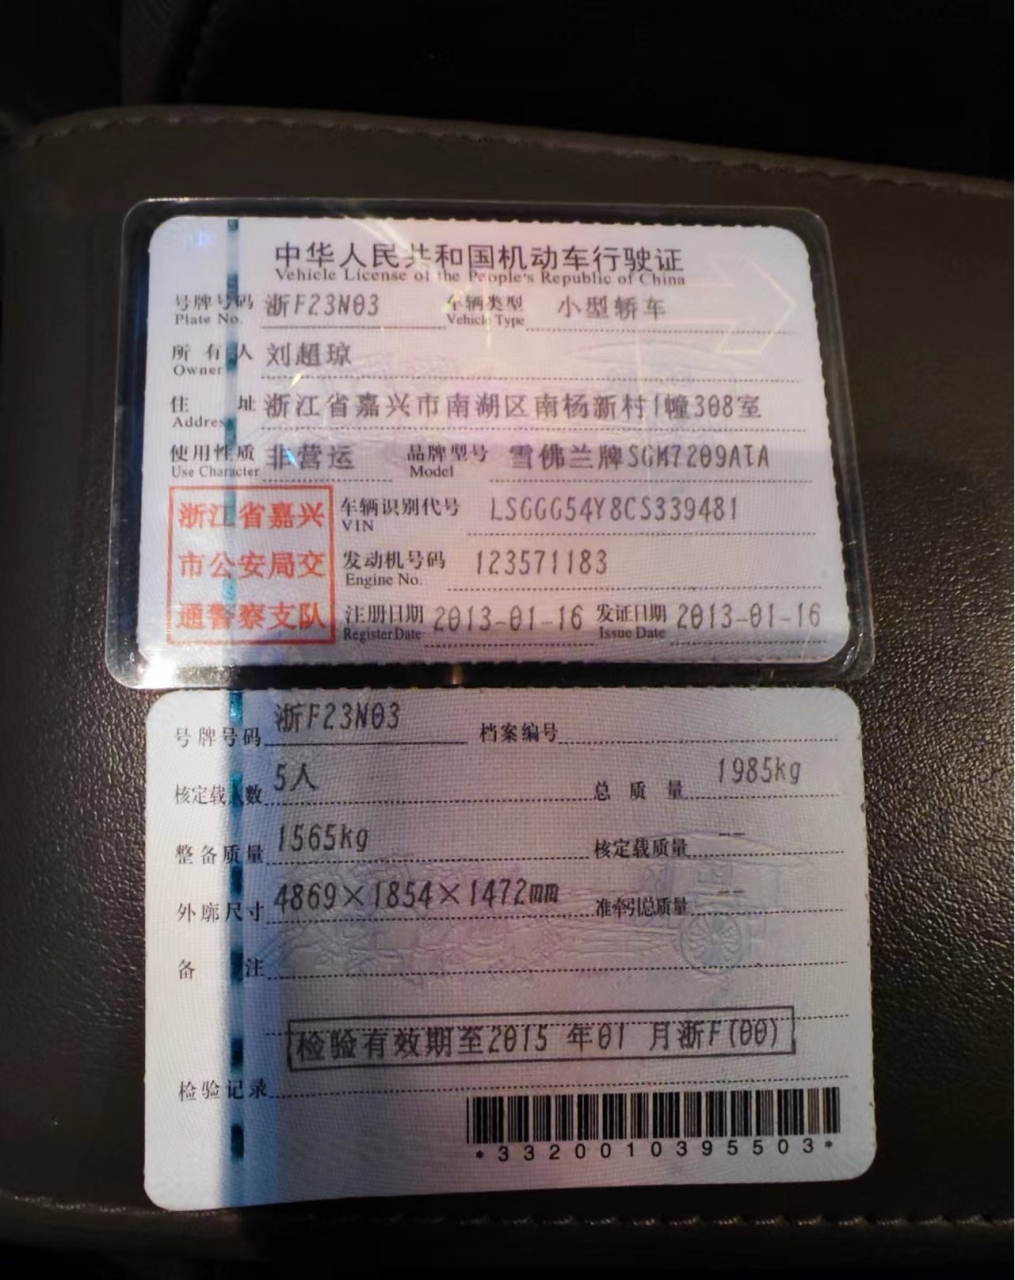 中华人民共和国机动车行驶证
Vehicle License of the People's Republic of China
号牌号码 浙F23N03 车辆类型 小型轿车
Plate No. Vehicle Type
所有人 刘超琼
Owner
住址 浙江省嘉兴市南湖区南杨新村1幢308室
Address
使用性质 非营运 品牌型号 雪佛兰牌SGM7209ATA
Use Character Model
浙江省嘉兴
市公安局交
通警察支队
车辆识别代号 LSGGG54Y8CS339481
VIN
发动机号码 123571183
Engine No.
注册日期 2013-01-16 发证日期 2013-01-16
Register Date Issue Date
号牌号码 浙F23N03 档案编号
核定载人数 5人 总质量 1985kg
整备质量 1565kg 核定载质量 --
外廓尺寸 4869×1854×1472mm 准牵引总质量 --
备注
检验有效期至2015 年01 月浙F(00)
检验记录
*3320010395503*